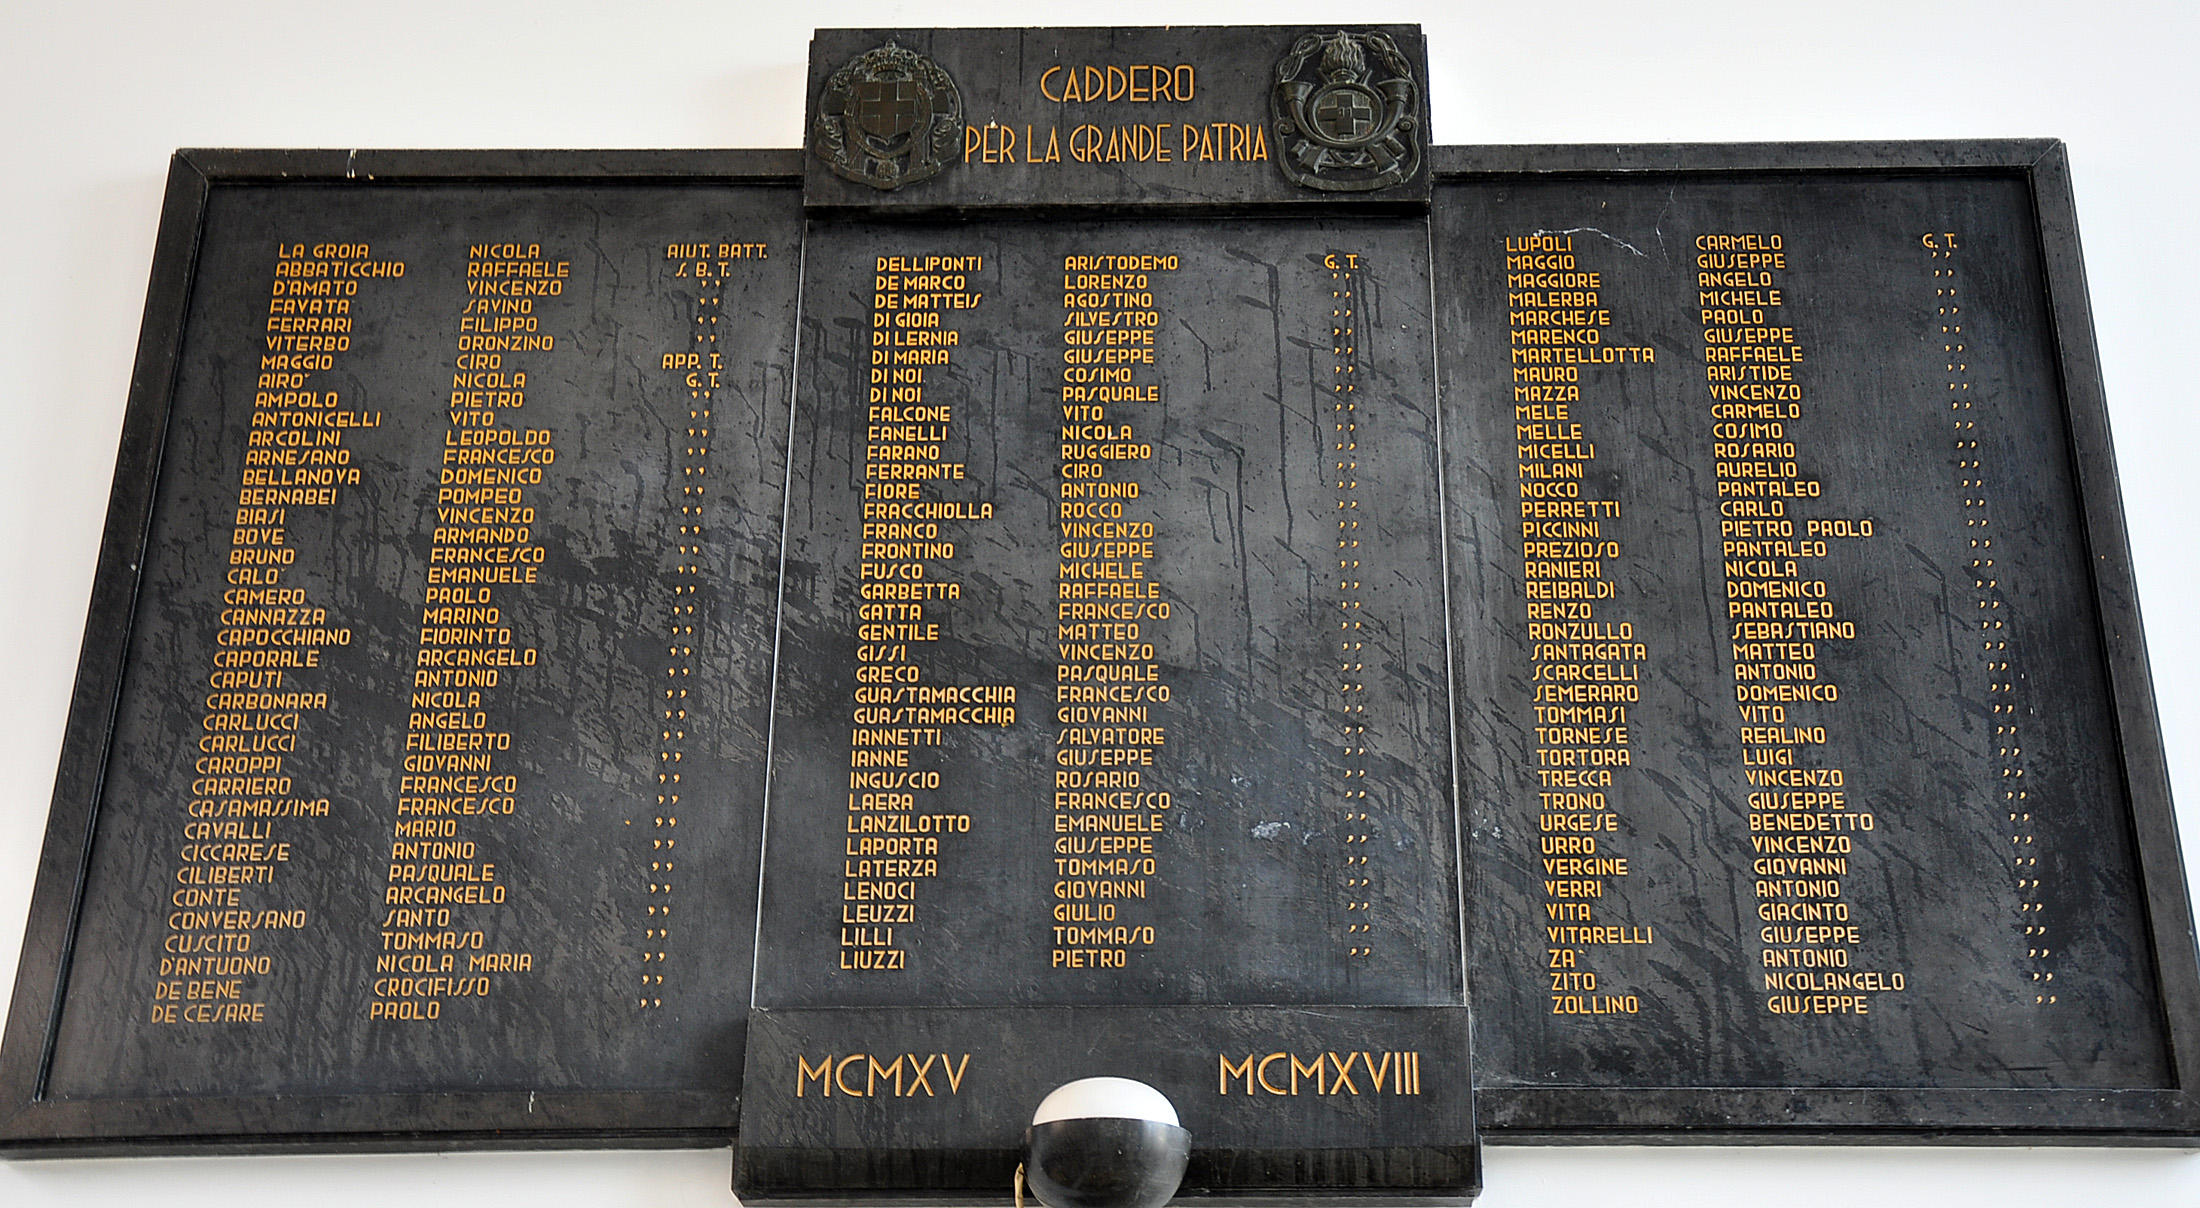 CADDERO
PER LA GRANDE PATRIA
LA GROIA NICOLA AIUT. BATT.
ABBATICCHIO RAFFAELE S. B. T.
D'AMATO VINCENZO ,,
FAVATA' SAVINO ,,
FERRARI FILIPPO ,,
VITERBO ORONZINO ,,
MAGGIO CIRO APP. T.
AIRO' NICOLA G. T.
AMPOLO PIETRO ,,
ANTONICELLI VITO ,,
ARCOLINI LEOPOLDO ,,
ARNESANO FRANCESCO ,,
BELLANOVA DOMENICO ,,
BERNABEI POMPEO ,,
BIASI VINCENZO ,,
BOVE ARMANDO ,,
BRUNO FRANCESCO ,,
CALO' EMANUELE ,,
CAMERO PAOLO ,,
CANNAZZA MARINO ,,
CAPOCCHIANO FIORINTO ,,
CAPORALE ARCANGELO ,,
CAPUTI ANTONIO ,,
CARBONARA NICOLA ,,
CARLUCCI ANGELO ,,
CARLUCCI FILIBERTO ,,
CAROPPI GIOVANNI ,,
CARRIERO FRANCESCO ,,
CASAMASSIMA FRANCESCO ,,
CAVALLI MARIO ,,
CICCARESE ANTONIO ,,
CILIBERTI PASQUALE ,,
CONTE ARCANGELO ,,
CONVERSANO SANTO ,,
CUSCITO TOMMASO ,,
D'ANTUONO NICOLA MARIA ,,
DE BENE CROCIFISSO ,,
DE CESARE PAOLO ,,
DELLIPONTI ARISTODEMO G. T.
DE MARCO LORENZO ,,
DE MATTEIS AGOSTINO ,,
DI GIOIA SILVESTRO ,,
DI LERNIA GIUSEPPE ,,
DI MARIA GIUSEPPE ,,
DI NOI COSIMO ,,
DI NOI PASQUALE ,,
FALCONE VITO ,,
FANELLI NICOLA ,,
FARANO RUGGIERO ,,
FERRANTE CIRO ,,
FIORE ANTONIO ,,
FRACCHIOLLA ROCCO ,,
FRANCO VINCENZO ,,
FRONTINO GIUSEPPE ,,
FUSCO MICHELE ,,
GARBETTA RAFFAELE ,,
GATTA FRANCESCO ,,
GENTILE MATTEO ,,
GISSI VINCENZO ,,
GRECO PASQUALE ,,
GUASTAMACCHIA FRANCESCO ,,
GUASTAMACCHIA GIOVANNI ,,
IANNETTI SALVATORE ,,
IANNE GIUSEPPE ,,
INGUSCIO ROSARIO ,,
LAERA FRANCESCO ,,
LANZILOTTO EMANUELE ,,
LAPORTA GIUSEPPE ,,
LATERZA TOMMASO ,,
LENOCI GIOVANNI ,,
LEUZZI GIULIO ,,
LILLI TOMMASO ,,
LIUZZI PIETRO ,,
LUPOLI CARMELO G. T.
MAGGIO GIUSEPPE ,,
MAGGIORE ANGELO ,,
MALERBA MICHELE ,,
MARCHESE PAOLO ,,
MARENCO GIUSEPPE ,,
MARTELLOTTA RAFFAELE ,,
MAURO ARISTIDE ,,
MAZZA VINCENZO ,,
MELE CARMELO ,,
MELLE COSIMO ,,
MICELLI ROSARIO ,,
MILANI AURELIO ,,
NOCCO PANTALEO ,,
PERRETTI CARLO ,,
PICCINNI PIETRO PAOLO ,,
PREZIOSO PANTALEO ,,
RANIERI NICOLA ,,
REIBALDI DOMENICO ,,
RENZO PANTALEO ,,
RONZULLO SEBASTIANO ,,
SANTAGATA MATTEO ,,
SCARCELLI ANTONIO ,,
SEMERARO DOMENICO ,,
TOMMASI VITO ,,
TORNESE REALINO ,,
TORTORA LUIGI ,,
TRECCA VINCENZO ,,
TRONO GIUSEPPE ,,
URGESE BENEDETTO ,,
URRO VINCENZO ,,
VERGINE GIOVANNI ,,
VERRI ANTONIO ,,
VITA GIACINTO ,,
VITARELLI GIUSEPPE ,,
ZA' ANTONIO ,,
ZITO NICOLANGELO ,,
ZOLLINO GIUSEPPE ,,
MCMXV MCMXVIII